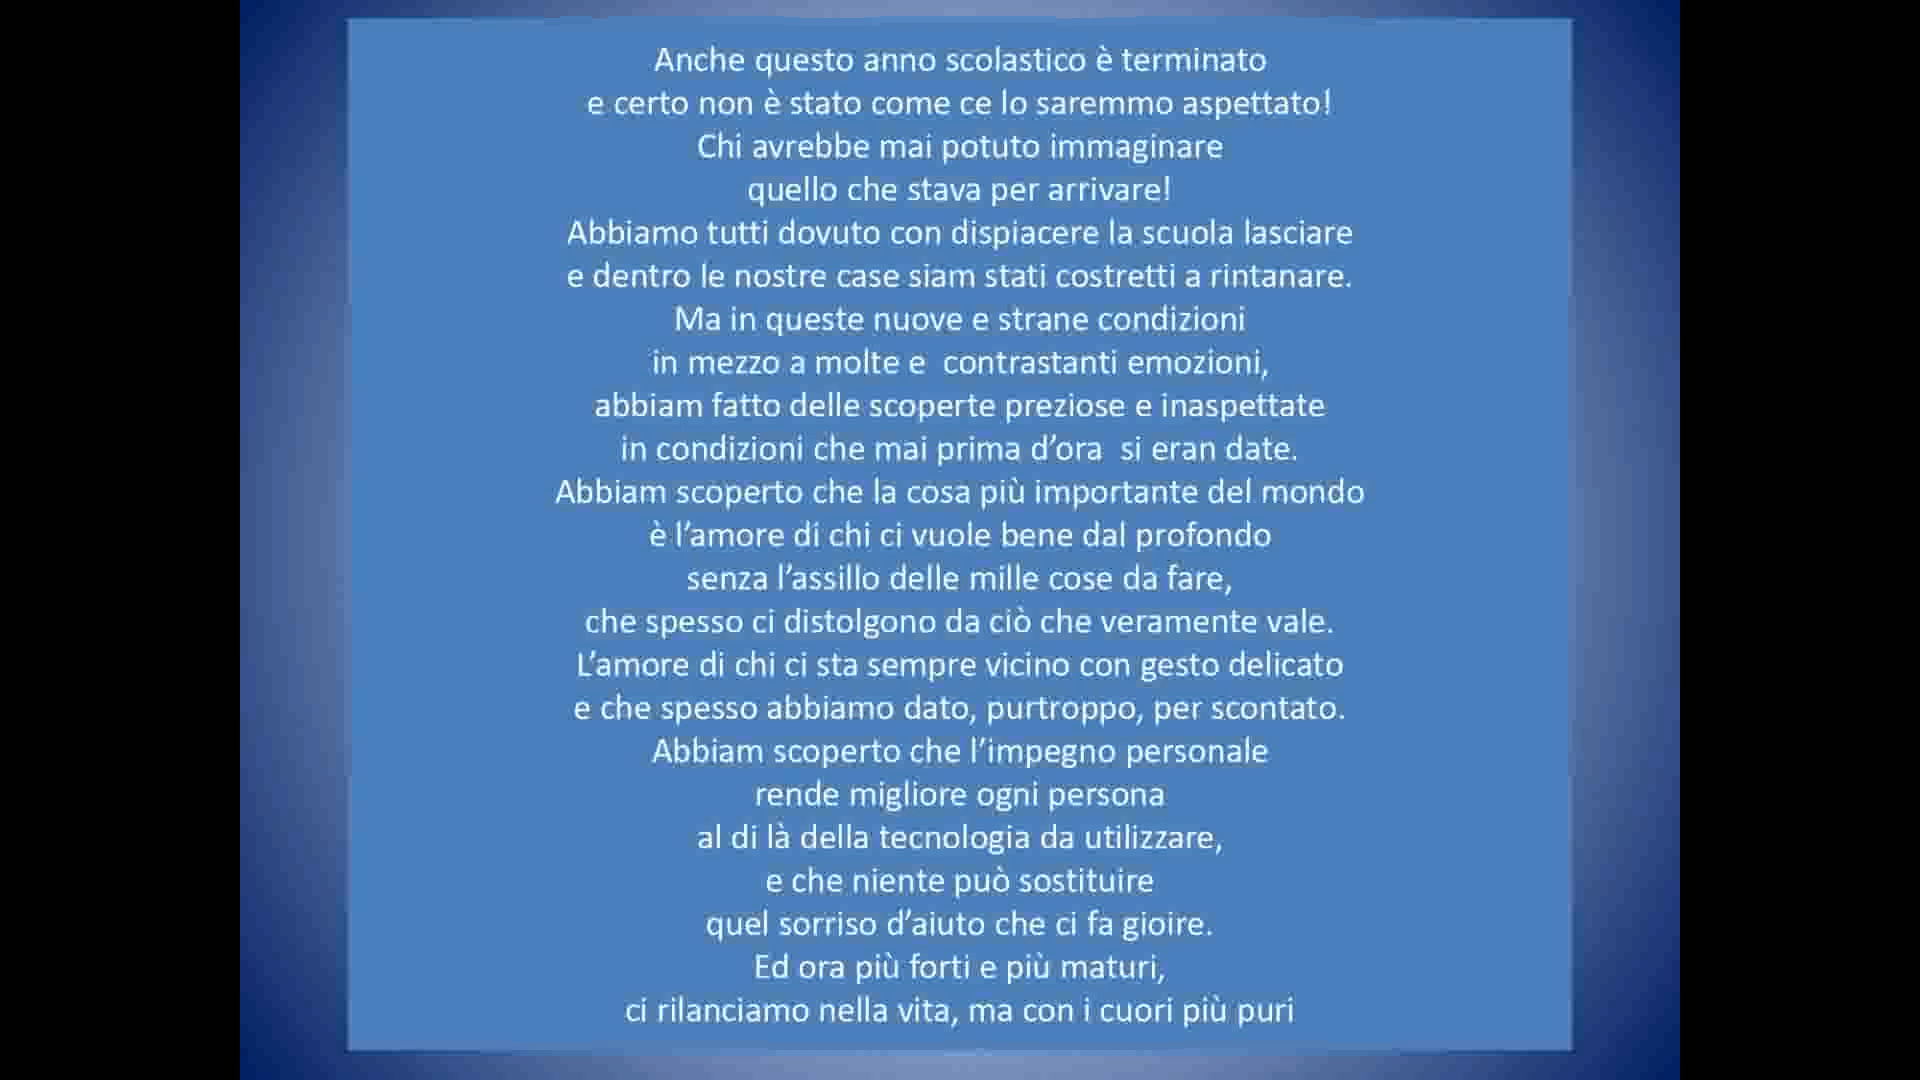 Anche questo anno scolastico è terminato
e certo non è stato come ce lo saremmo aspettato!
Chi avrebbe mai potuto immaginare
quello che stava per arrivare!
Abbiamo tutti dovuto con dispiacere la scuola lasciare
e dentro le nostre case siam stati costretti a rintanare.
Ma in queste nuove e strane condizioni
in mezzo a molte e  contrastanti emozioni,
abbiam fatto delle scoperte preziose e inaspettate
in condizioni che mai prima d’ora  si eran date.
Abbiam scoperto che la cosa più importante del mondo
è l’amore di chi ci vuole bene dal profondo
senza l’assillo delle mille cose da fare,
che spesso ci distolgono da ciò che veramente vale.
L’amore di chi ci sta sempre vicino con gesto delicato
e che spesso abbiamo dato, purtroppo, per scontato.
Abbiam scoperto che l’impegno personale
rende migliore ogni persona
al di là della tecnologia da utilizzare,
e che niente può sostituire
quel sorriso d’aiuto che ci fa gioire.
Ed ora più forti e più maturi,
ci rilanciamo nella vita, ma con i cuori più puri